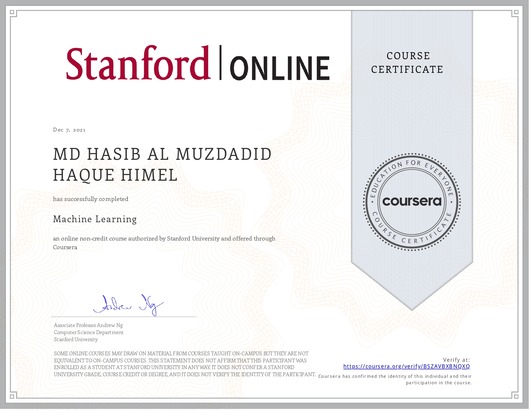 Stanford | ONLINE
COURSE
CERTIFICATE
Dec 7, 2021
MD HASIB AL MUZDADID
HAQUE HIMEL
has successfully completed
Machine Learning
an online non-credit course authorized by Stanford University and offered through
Coursera
EDUCATION FOR EVERYONE
coursera
COURSE CERTIFICATE
Andrew Ng
Associate Professor Andrew Ng
Computer Science Department
Stanford University
SOME ONLINE COURSES MAY DRAW ON MATERIAL FROM COURSES TAUGHT ON-CAMPUS BUT THEY ARE NOT
EQUIVALENT TO ON-CAMPUS COURSES. THIS STATEMENT DOES NOT AFFIRM THAT THIS PARTICIPANT WAS
ENROLLED AS A STUDENT AT STANFORD UNIVERSITY IN ANY WAY. IT DOES NOT CONFER A STANFORD
UNIVERSITY GRADE, COURSE CREDIT OR DEGREE, AND IT DOES NOT VERIFY THE IDENTITY OF THE PARTICIPANT.
Verify at:
https://coursera.org/verify/BSZAVBXBNQXQ
Coursera has confirmed the identity of this individual and their
participation in the course.